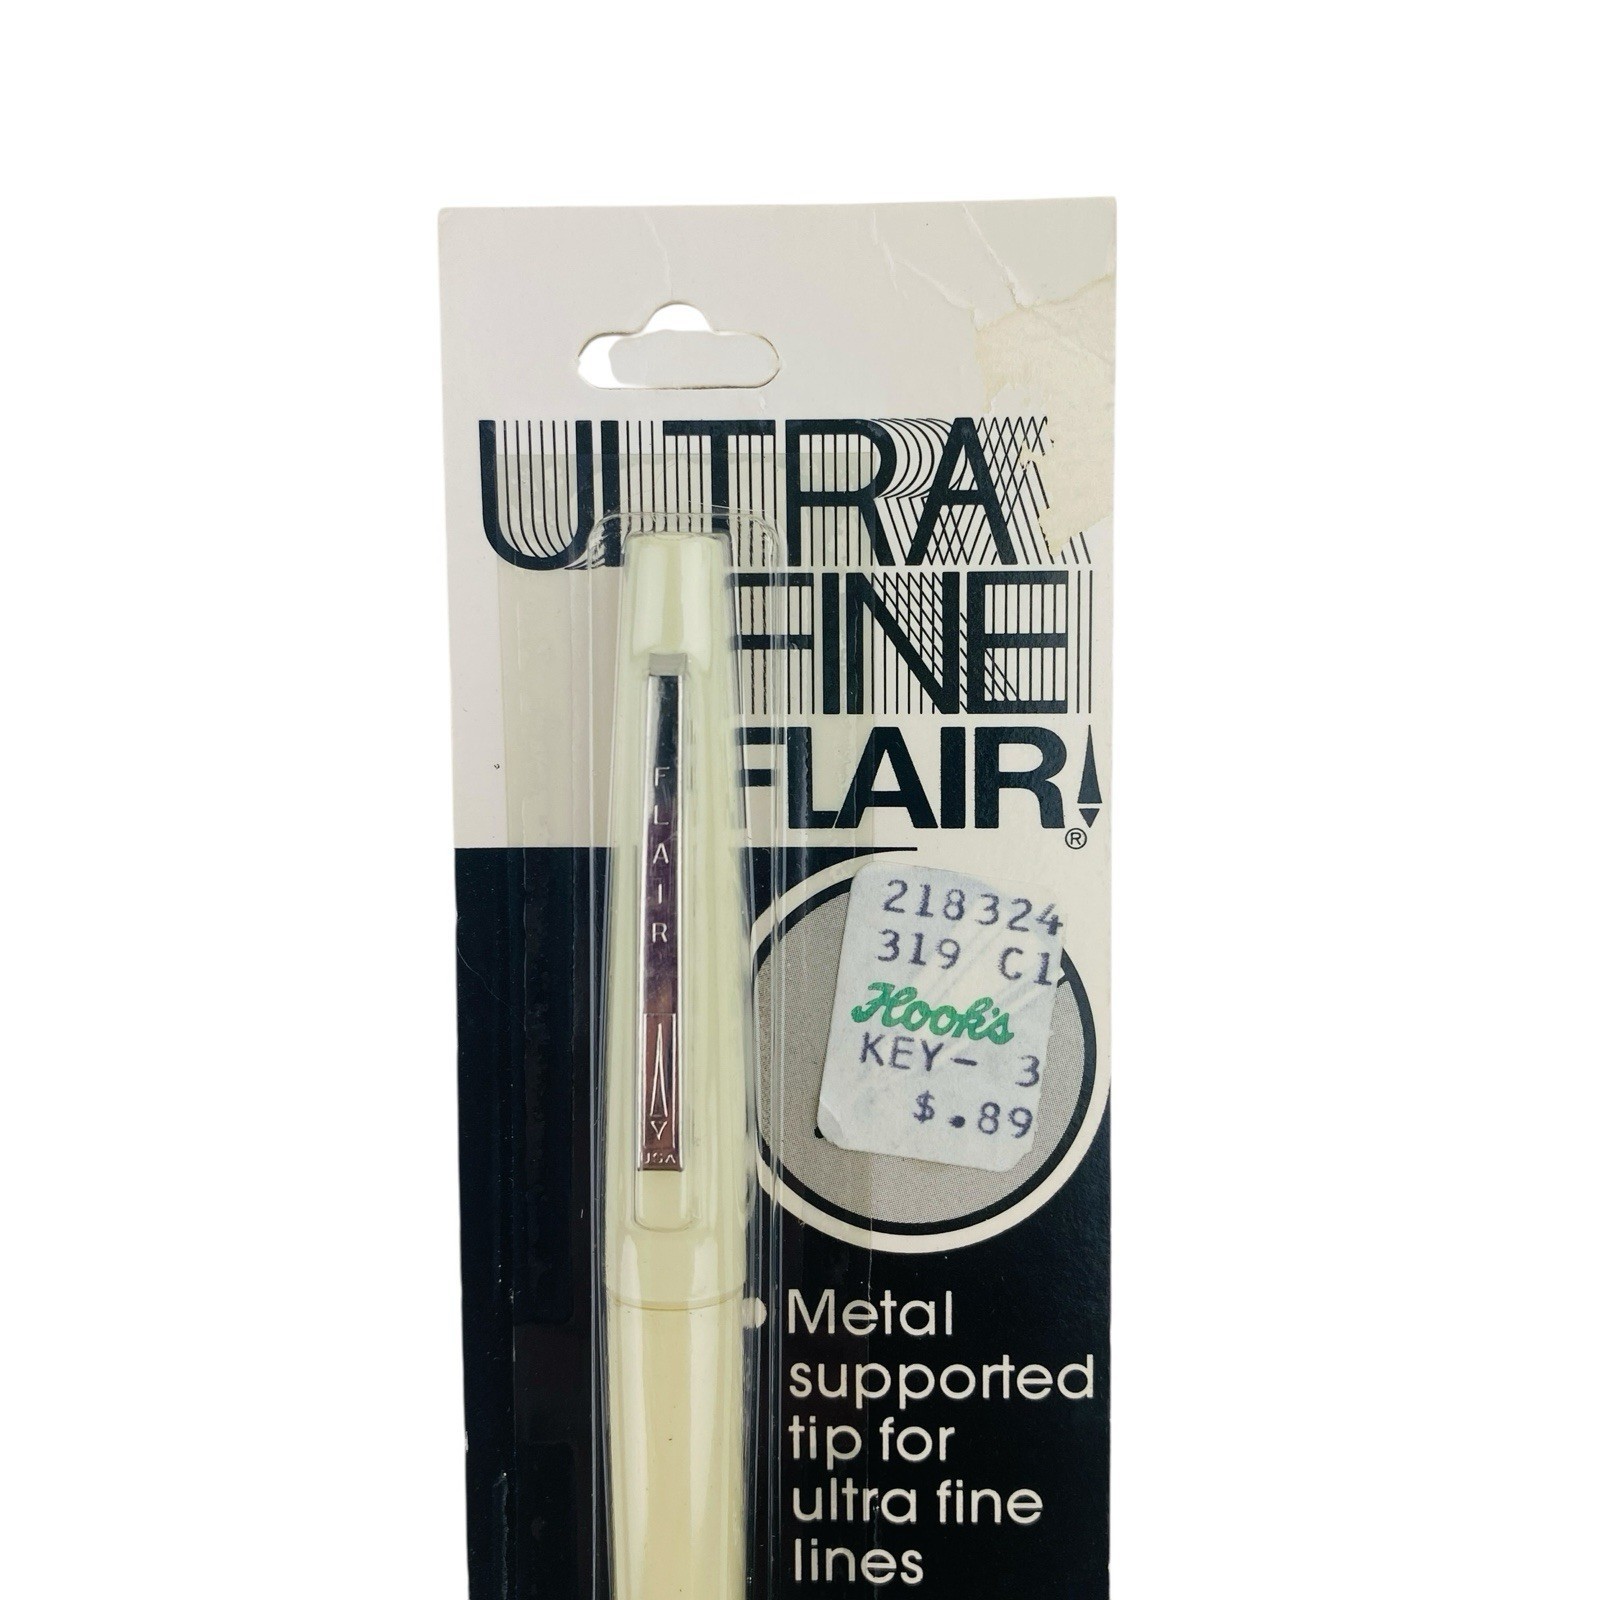 ULTRA
FINE
FLAIR!
®
FLAIR
USA
218324
319 C1
Hook's
KEY- 3
$.89
• Metal
supported
tip for
ultra fine
lines